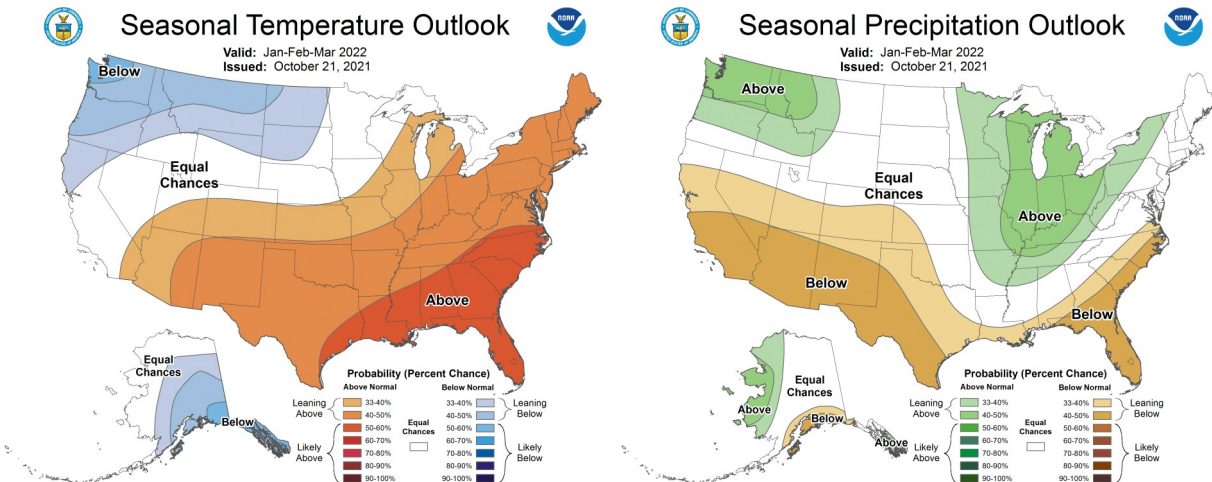 Seasonal Temperature Outlook
NOAA
Valid: Jan-Feb-Mar 2022
Issued: October 21, 2021
Below
Equal
Chances
Above
Equal
Chances
Below
Probability (Percent Chance)
Above Normal
Below Normal
Leaning
Above
33-40%
40-50%
Likely
Above
50-60%
60-70%
70-80%
80-90%
90-100%
Equal
Chances
33-40%
40-50%
Leaning
Below
50-60%
60-70%
70-80%
80-90%
90-100%
Likely
Below
Seasonal Precipitation Outlook
NOAA
Valid: Jan-Feb-Mar 2022
Issued: October 21, 2021
Above
Equal
Chances
Above
Below
Below
Above
Equal
Chances
Below
Above
Probability (Percent Chance)
Above Normal
Below Normal
Leaning
Above
33-40%
40-50%
Likely
Above
50-60%
60-70%
70-80%
80-90%
90-100%
Equal
Chances
33-40%
40-50%
Leaning
Below
50-60%
60-70%
70-80%
80-90%
90-100%
Likely
Below